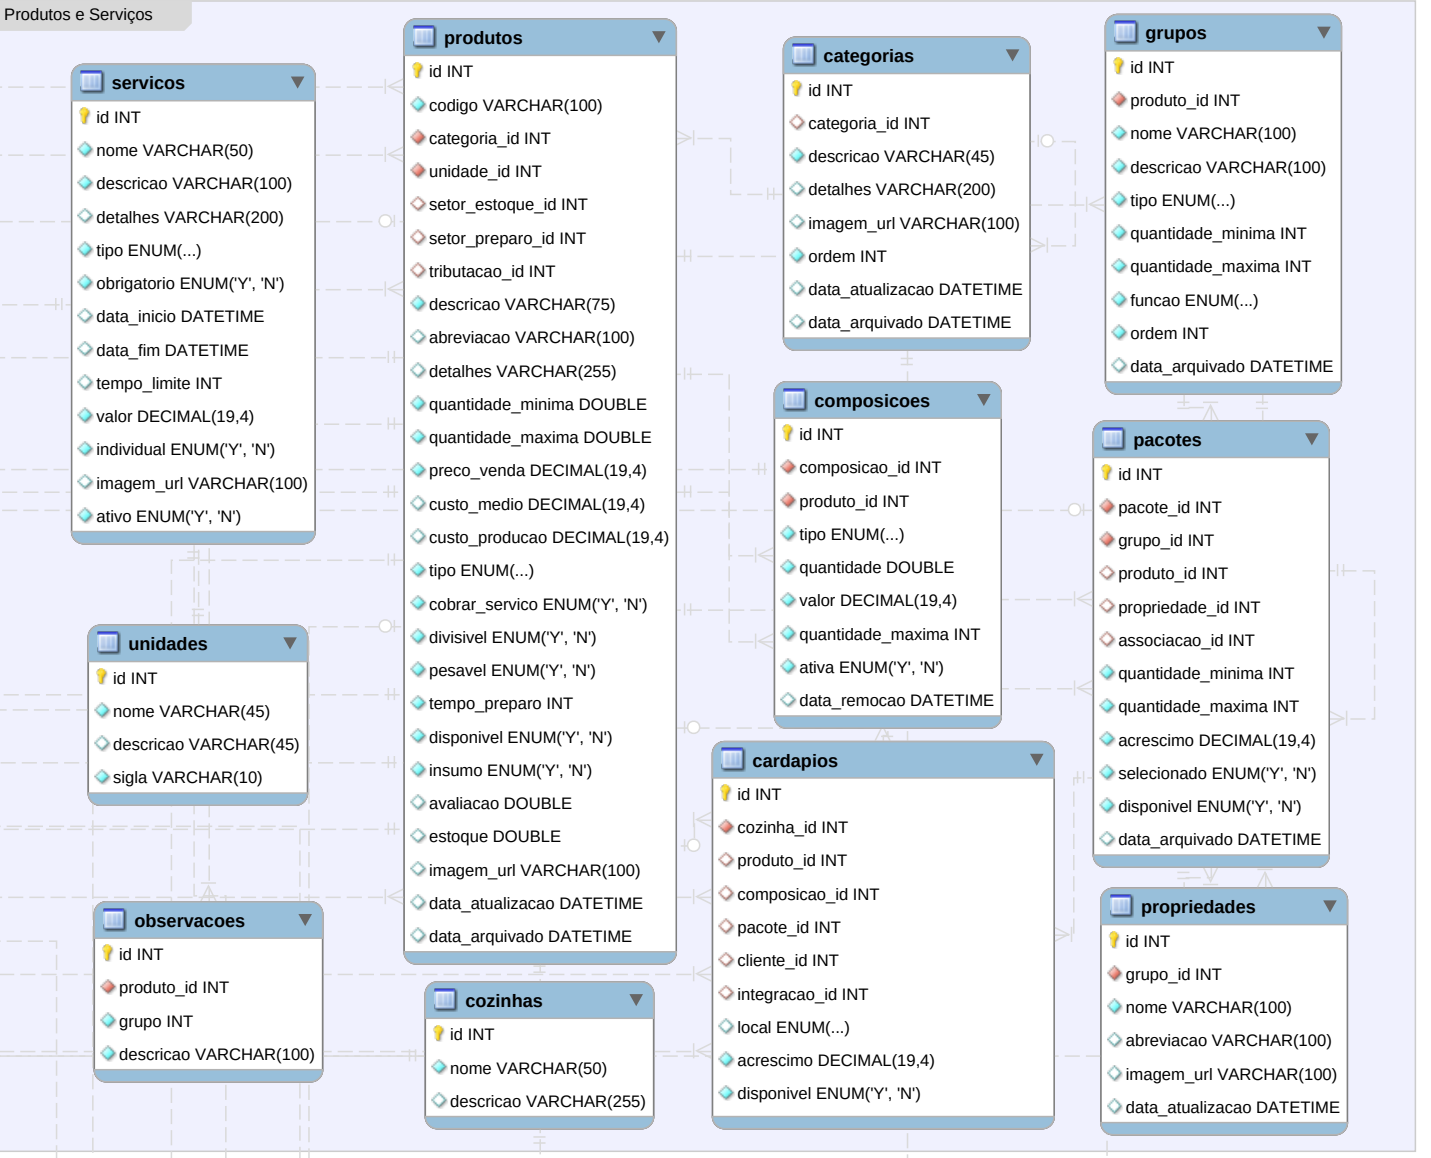 Produtos e Serviços
servicos
id INT
nome VARCHAR(50)
descricao VARCHAR(100)
detalhes VARCHAR(200)
tipo ENUM(...)
obrigatorio ENUM('Y', 'N')
data_inicio DATETIME
data_fim DATETIME
tempo_limite INT
valor DECIMAL(19,4)
individual ENUM('Y', 'N')
imagem_url VARCHAR(100)
ativo ENUM('Y', 'N')
unidades
id INT
nome VARCHAR(45)
descricao VARCHAR(45)
sigla VARCHAR(10)
observacoes
id INT
produto_id INT
grupo INT
descricao VARCHAR(100)
produtos
id INT
codigo VARCHAR(100)
categoria_id INT
unidade_id INT
setor_estoque_id INT
setor_preparo_id INT
tributacao_id INT
descricao VARCHAR(75)
abreviacao VARCHAR(100)
detalhes VARCHAR(255)
quantidade_minima DOUBLE
quantidade_maxima DOUBLE
preco_venda DECIMAL(19,4)
custo_medio DECIMAL(19,4)
custo_producao DECIMAL(19,4)
tipo ENUM(...)
cobrar_servico ENUM('Y', 'N')
divisivel ENUM('Y', 'N')
pesavel ENUM('Y', 'N')
tempo_preparo INT
disponivel ENUM('Y', 'N')
insumo ENUM('Y', 'N')
avaliacao DOUBLE
estoque DOUBLE
imagem_url VARCHAR(100)
data_atualizacao DATETIME
data_arquivado DATETIME
cozinhas
id INT
nome VARCHAR(50)
descricao VARCHAR(255)
categorias
id INT
categoria_id INT
descricao VARCHAR(45)
detalhes VARCHAR(200)
imagem_url VARCHAR(100)
ordem INT
data_atualizacao DATETIME
data_arquivado DATETIME
composicoes
id INT
composicao_id INT
produto_id INT
tipo ENUM(...)
quantidade DOUBLE
valor DECIMAL(19,4)
quantidade_maxima INT
ativa ENUM('Y', 'N')
data_remocao DATETIME
cardapios
id INT
cozinha_id INT
produto_id INT
composicao_id INT
pacote_id INT
cliente_id INT
integracao_id INT
local ENUM(...)
acrescimo DECIMAL(19,4)
disponivel ENUM('Y', 'N')
grupos
id INT
produto_id INT
nome VARCHAR(100)
descricao VARCHAR(100)
tipo ENUM(...)
quantidade_minima INT
quantidade_maxima INT
funcao ENUM(...)
ordem INT
data_arquivado DATETIME
pacotes
id INT
pacote_id INT
grupo_id INT
produto_id INT
propriedade_id INT
associacao_id INT
quantidade_minima INT
quantidade_maxima INT
acrescimo DECIMAL(19,4)
selecionado ENUM('Y', 'N')
disponivel ENUM('Y', 'N')
data_arquivado DATETIME
propriedades
id INT
grupo_id INT
nome VARCHAR(100)
abreviacao VARCHAR(100)
imagem_url VARCHAR(100)
data_atualizacao DATETIME